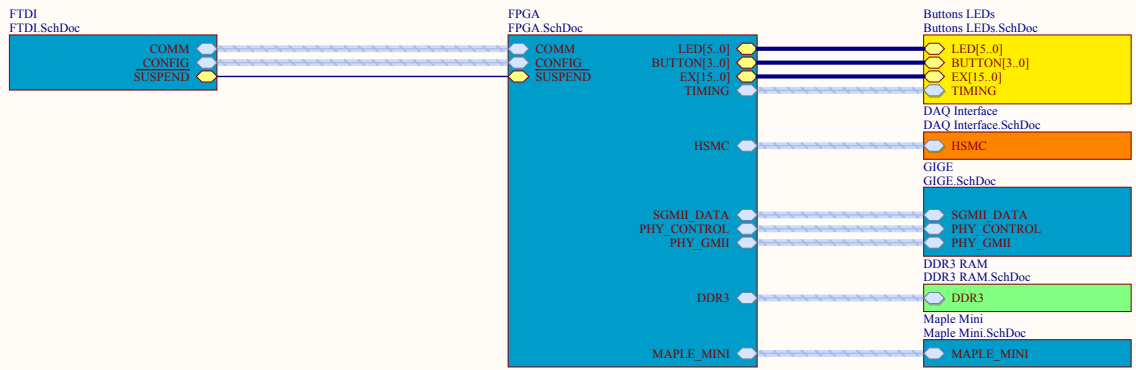 FTDI
FTDI.SchDoc
COMM
CONFIG
SUSPEND
FPGA
FPGA.SchDoc
COMM
CONFIG
SUSPEND
LED[5..0]
BUTTON[3..0]
EX[15..0]
TIMING
HSMC
SGMII_DATA
PHY_CONTROL
PHY_GMII
DDR3
MAPLE_MINI
Buttons LEDs
Buttons LEDs.SchDoc
LED[5..0]
BUTTON[3..0]
EX[15..0]
TIMING
DAQ Interface
DAQ Interface.SchDoc
HSMC
GIGE
GIGE.SchDoc
SGMII_DATA
PHY_CONTROL
PHY_GMII
DDR3 RAM
DDR3 RAM.SchDoc
DDR3
Maple Mini
Maple Mini.SchDoc
MAPLE_MINI